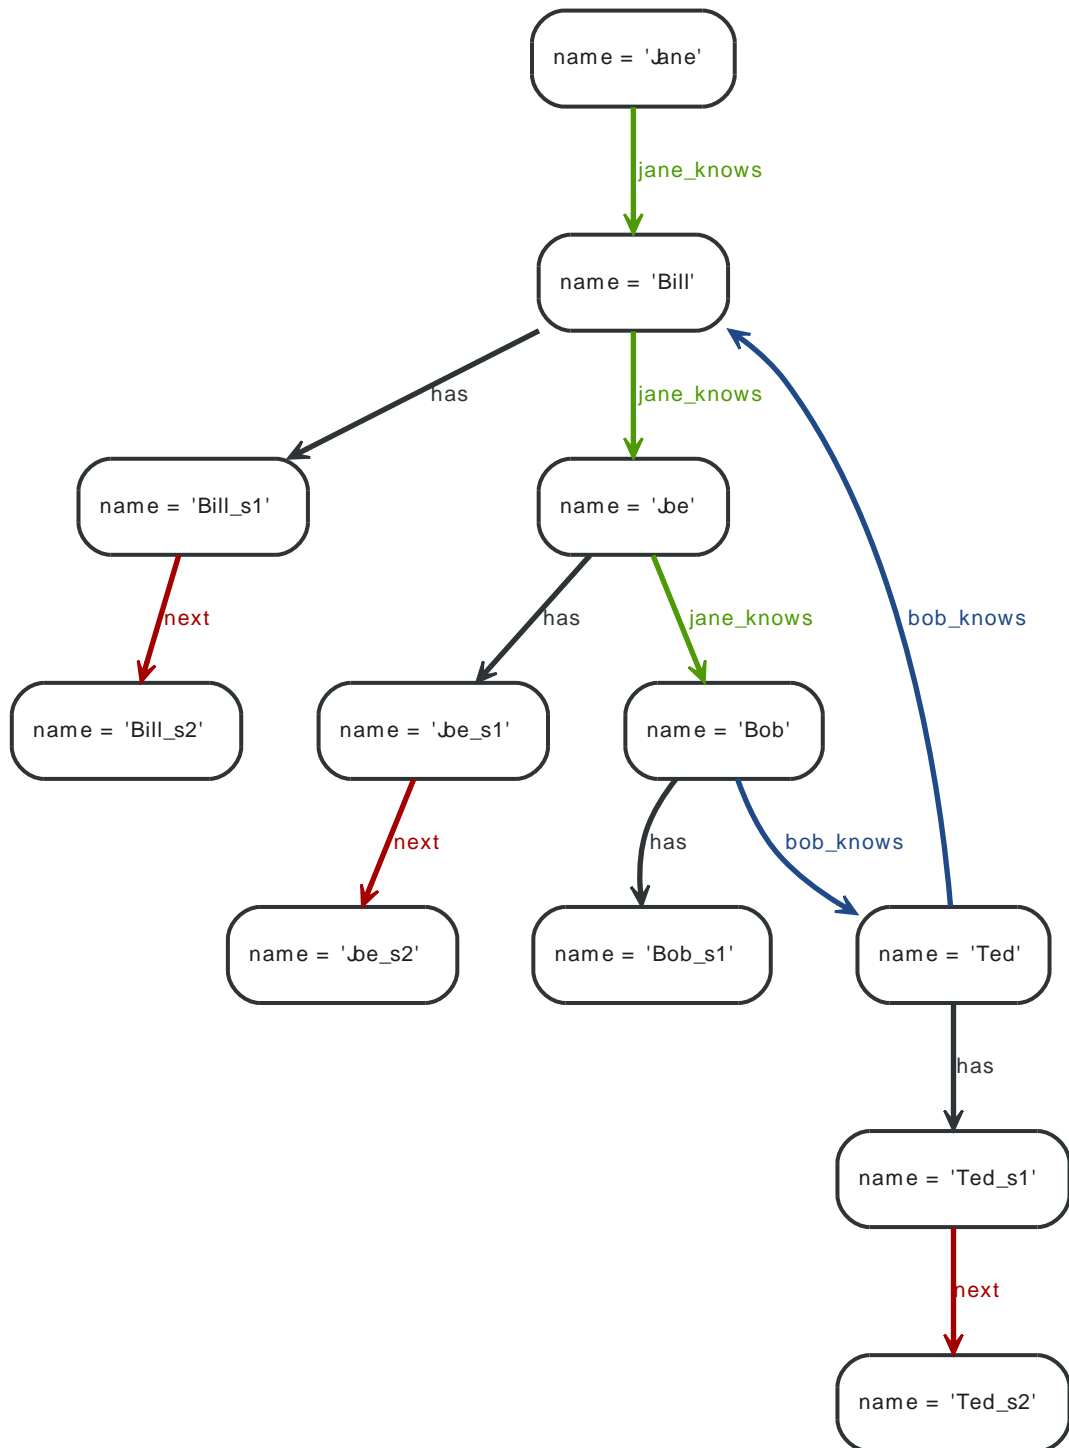 name = 'Jane'
jane_knows
name = 'Bill'
has
jane_knows
name = 'Bill_s1'
name = 'Joe'
next
has
jane_knows
bob_knows
name = 'Bill_s2'
name = 'Joe_s1'
name = 'Bob'
next
has
bob_knows
name = 'Joe_s2'
name = 'Bob_s1'
name = 'Ted'
has
name = 'Ted_s1'
next
name = 'Ted_s2'